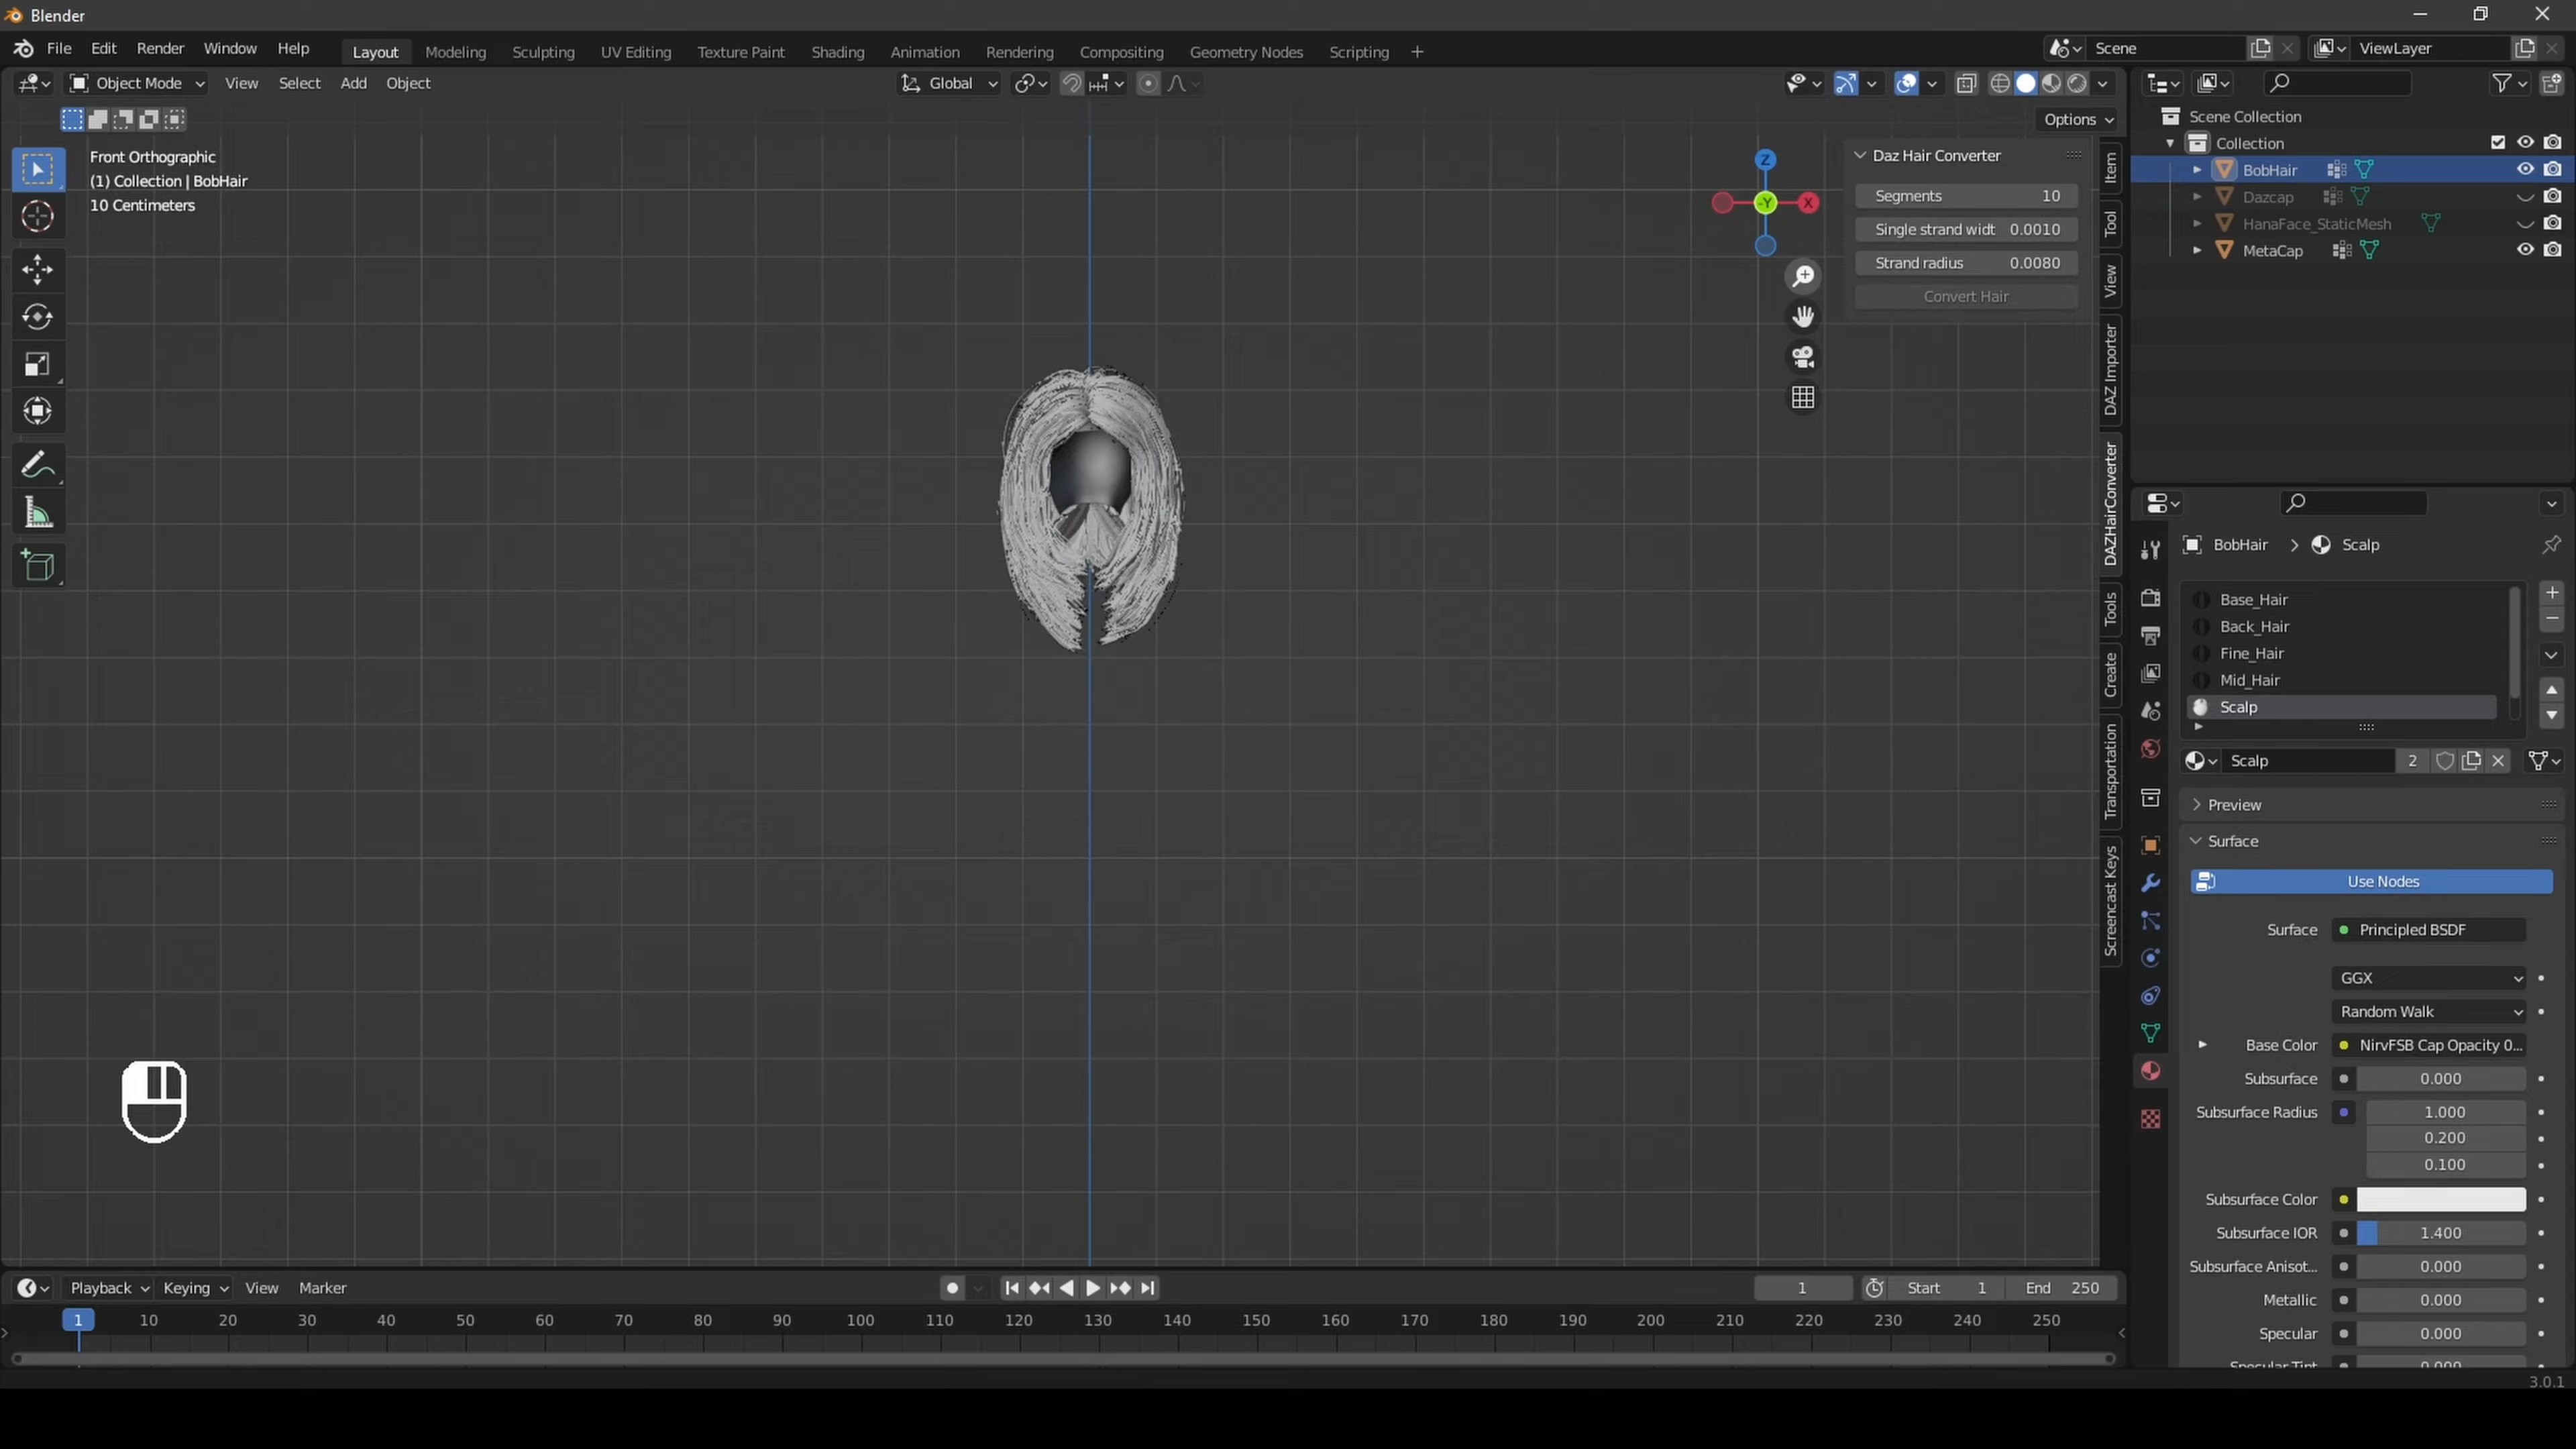 Blender
File Edit Render Window Help
Layout Modeling Sculpting UV Editing Texture Paint Shading Animation Rendering Compositing Geometry Nodes Scripting +
Scene
ViewLayer
Object Mode View Select Add Object
Global
Options
Front Orthographic
(1) Collection | BobHair
10 Centimeters
Z
-Y
X
Daz Hair Converter
Segments 10
Single strand widt 0.0010
Strand radius 0.0080
Convert Hair
Item
Tool
View
DAZ Importer
DAZHairConverter
Tools
Create
Transportation
Screencast Keys
Scene Collection
Collection
BobHair
Dazcap
HanaFace_StaticMesh
MetaCap
BobHair > Scalp
Base_Hair
Back_Hair
Fine_Hair
Mid_Hair
Scalp
Scalp 2
Preview
Surface
Use Nodes
Surface Principled BSDF
GGX
Random Walk
Base Color NirvFSB Cap Opacity 0...
Subsurface 0.000
Subsurface Radius 1.000
0.200
0.100
Subsurface Color
Subsurface IOR 1.400
Subsurface Anisot... 0.000
Metallic 0.000
Specular 0.000
Specular Tint 0.000
Playback Keying View Marker
1 Start 1 End 250
1 10 20 30 40 50 60 70 80 90 100 110 120 130 140 150 160 170 180 190 200 210 220 230 240 250
3.0.1